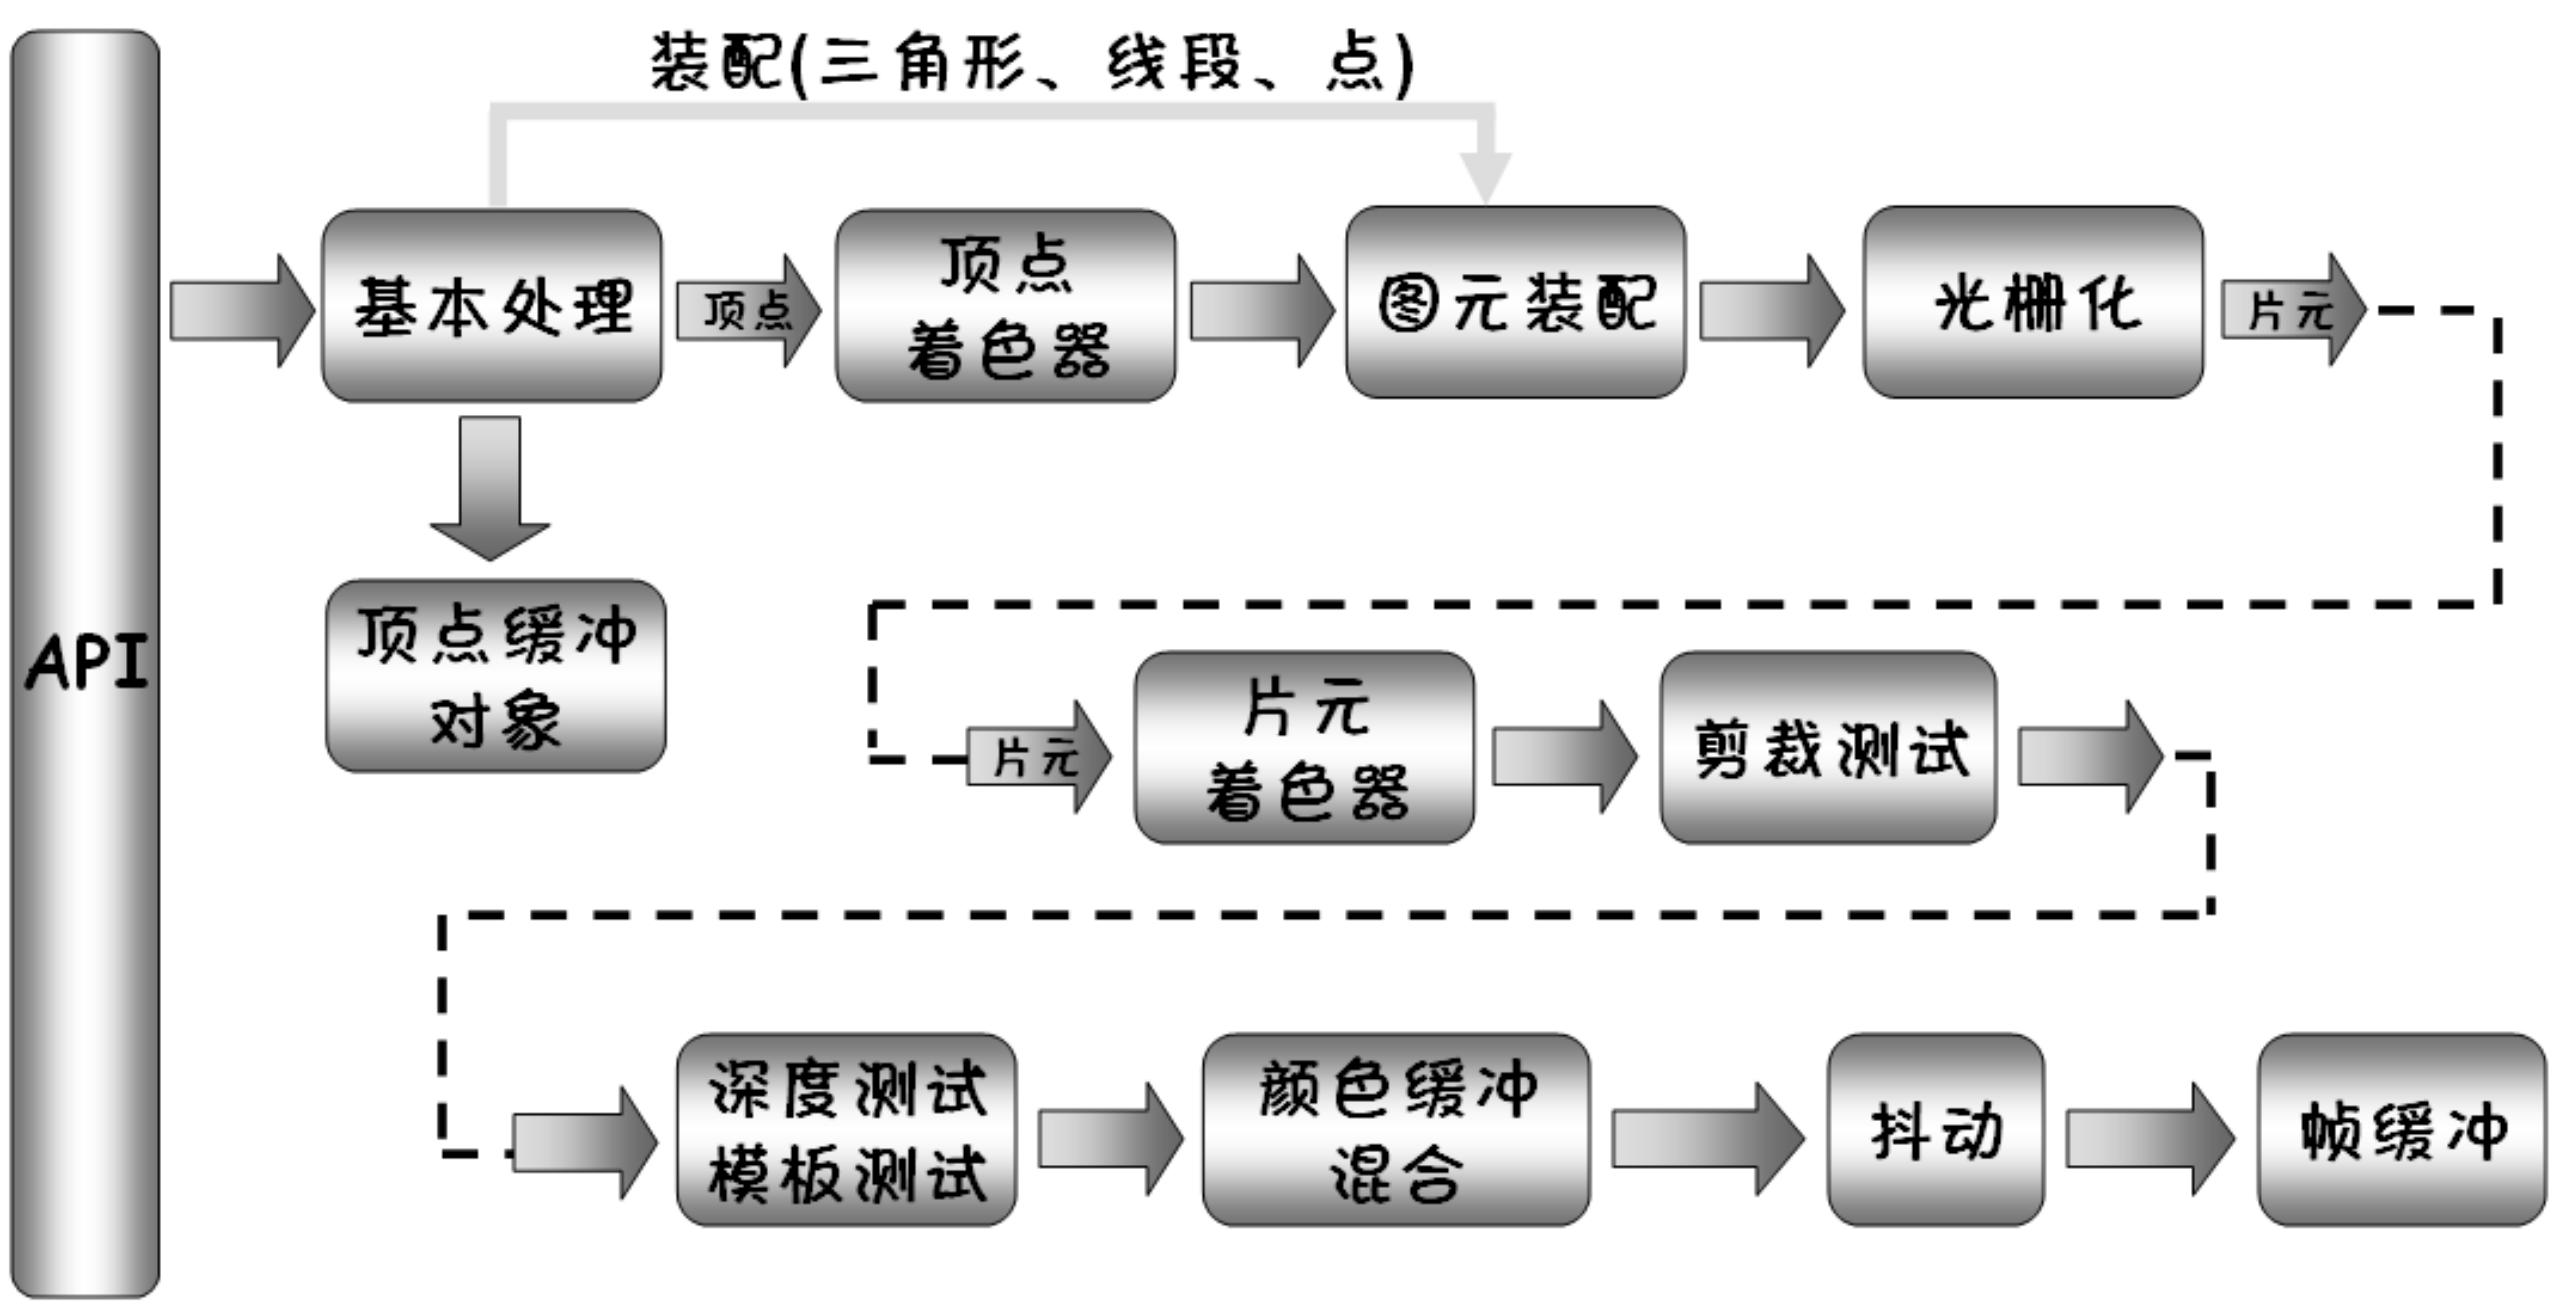 装配(三角形、线段、点)
API
基本处理
顶点
顶点
着色器
图元装配
光栅化
片元
顶点缓冲
对象
片元
片元
着色器
剪裁测试
深度测试
模板测试
颜色缓冲
混合
抖动
帧缓冲